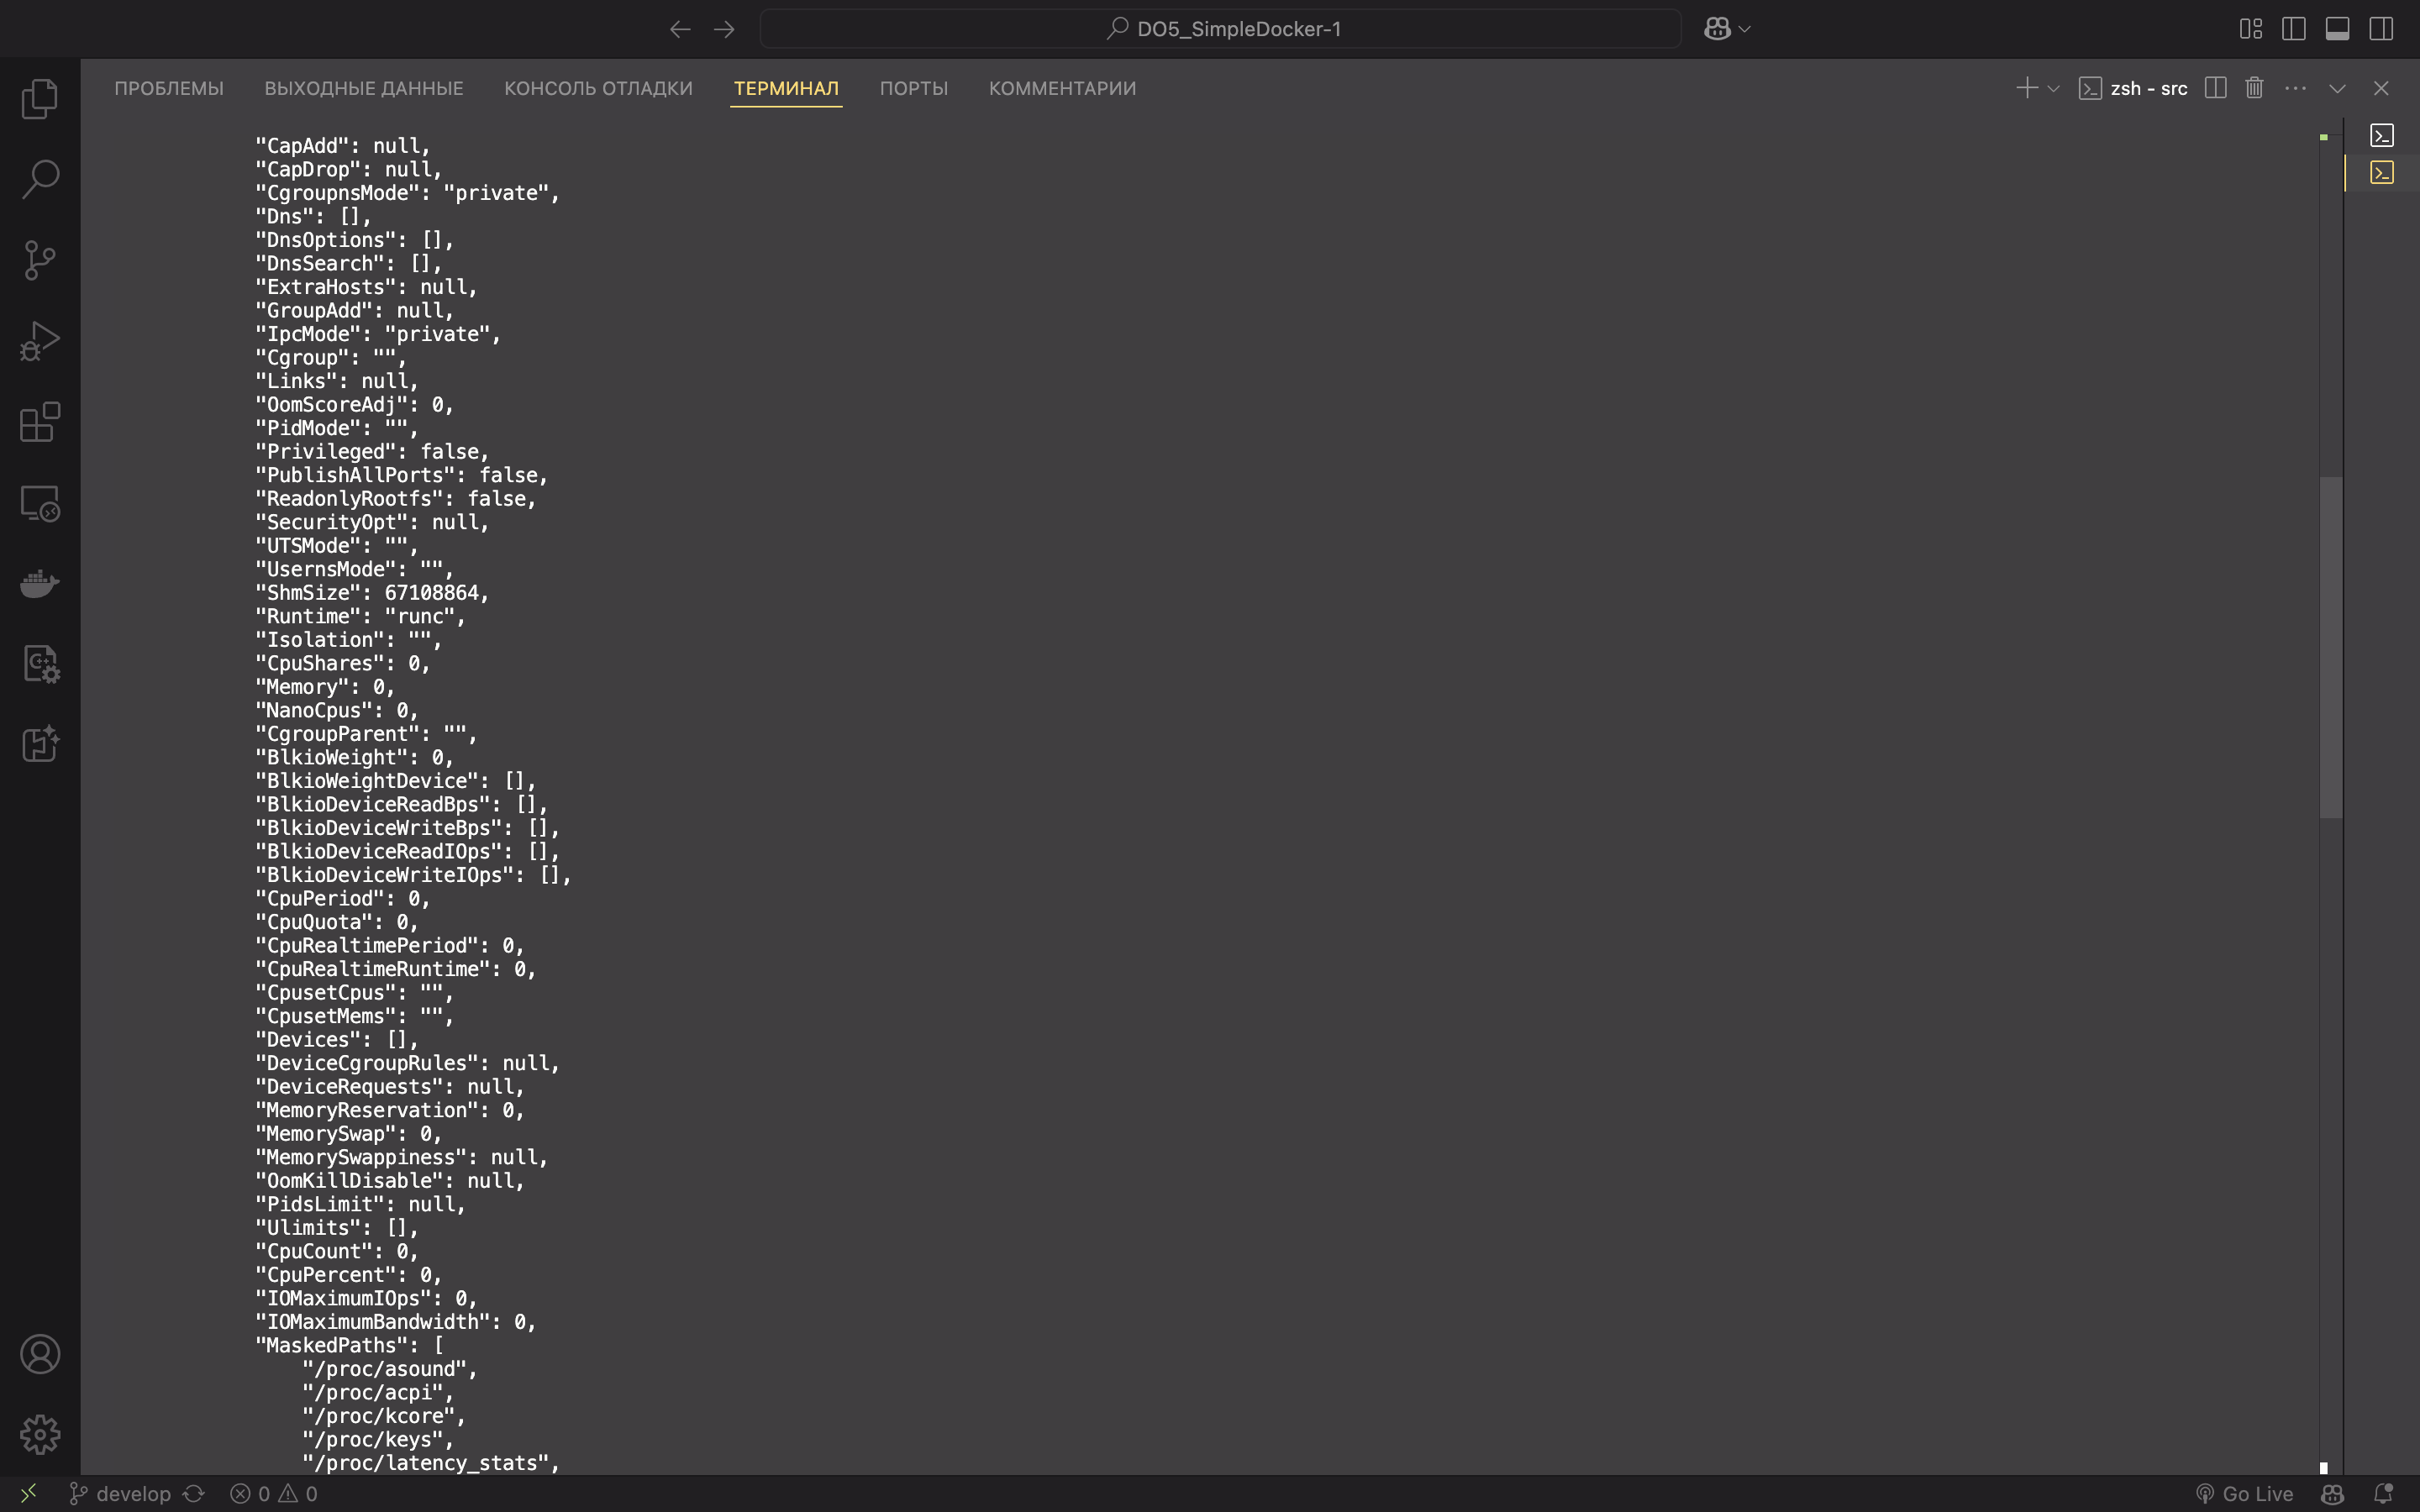 DO5_SimpleDocker-1
ПРОБЛЕМЫ ВЫХОДНЫЕ ДАННЫЕ КОНСОЛЬ ОТЛАДКИ ТЕРМИНАЛ ПОРТЫ КОММЕНТАРИИ zsh - src
"CapAdd": null,
"CapDrop": null,
"CgroupnsMode": "private",
"Dns": [],
"DnsOptions": [],
"DnsSearch": [],
"ExtraHosts": null,
"GroupAdd": null,
"IpcMode": "private",
"Cgroup": "",
"Links": null,
"OomScoreAdj": 0,
"PidMode": "",
"Privileged": false,
"PublishAllPorts": false,
"ReadonlyRootfs": false,
"SecurityOpt": null,
"UTSMode": "",
"UsernsMode": "",
"ShmSize": 67108864,
"Runtime": "runc",
"Isolation": "",
"CpuShares": 0,
"Memory": 0,
"NanoCpus": 0,
"CgroupParent": "",
"BlkioWeight": 0,
"BlkioWeightDevice": [],
"BlkioDeviceReadBps": [],
"BlkioDeviceWriteBps": [],
"BlkioDeviceReadIOps": [],
"BlkioDeviceWriteIOps": [],
"CpuPeriod": 0,
"CpuQuota": 0,
"CpuRealtimePeriod": 0,
"CpuRealtimeRuntime": 0,
"CpusetCpus": "",
"CpusetMems": "",
"Devices": [],
"DeviceCgroupRules": null,
"DeviceRequests": null,
"MemoryReservation": 0,
"MemorySwap": 0,
"MemorySwappiness": null,
"OomKillDisable": null,
"PidsLimit": null,
"Ulimits": [],
"CpuCount": 0,
"CpuPercent": 0,
"IOMaximumIOps": 0,
"IOMaximumBandwidth": 0,
"MaskedPaths": [
"/proc/asound",
"/proc/acpi",
"/proc/kcore",
"/proc/keys",
"/proc/latency_stats",
develop 0 0 Go Live